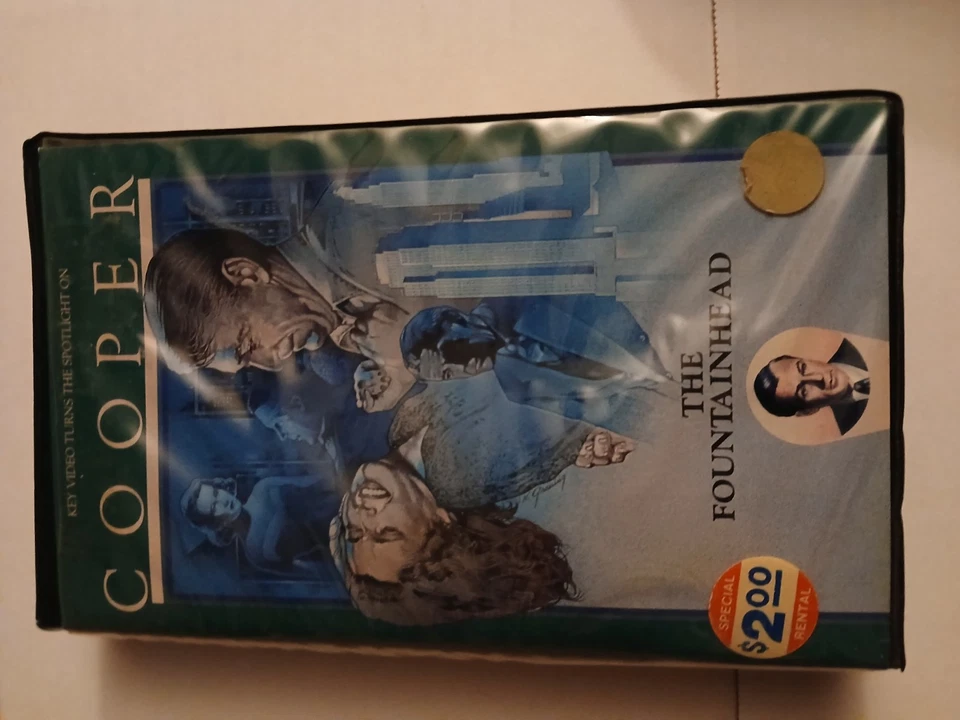 KEY VIDEO TURNS THE SPOTLIGHT ON
COOPER
THE
FOUNTAINHEAD
SPECIAL
$2.00
RENTAL